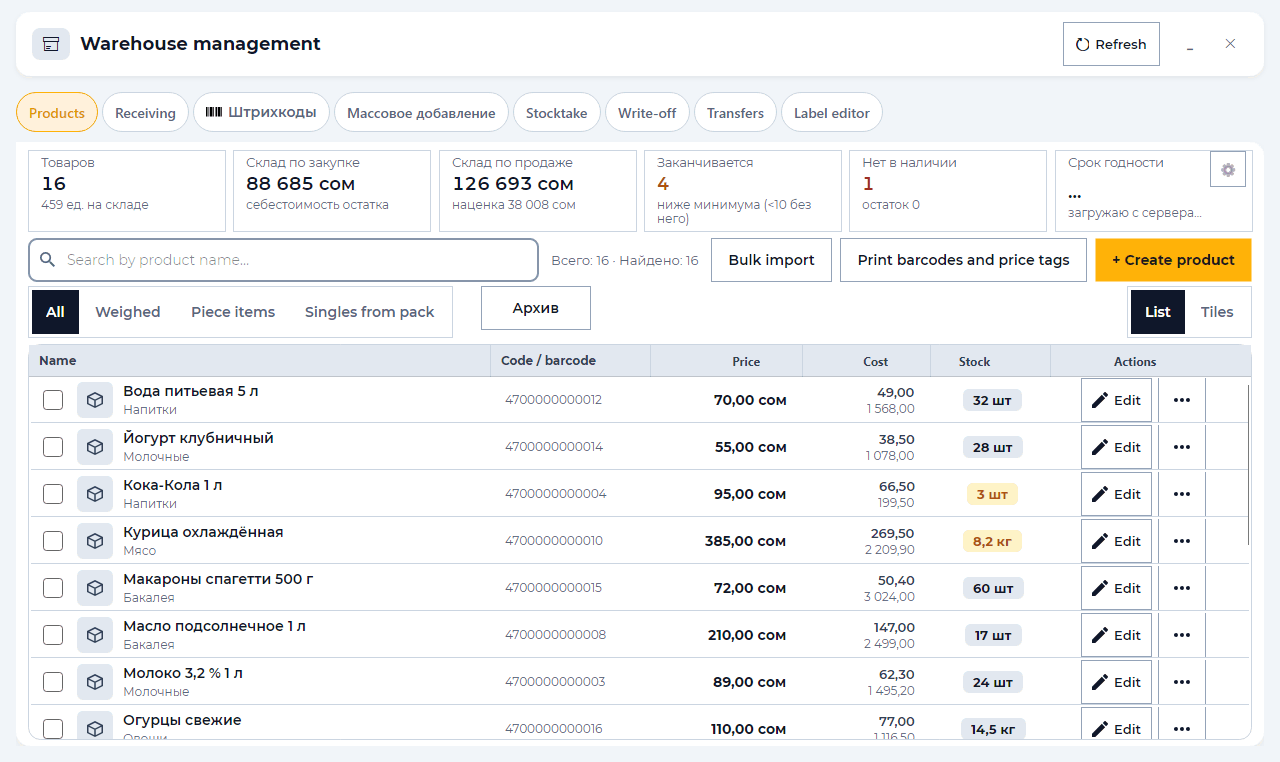 Warehouse management
Refresh
Products
Receiving
Штрихкоды
Массовое добавление
Stocktake
Write-off
Transfers
Label editor
Товаров
16
459 ед. на складе
Склад по закупке
88 685 сом
себестоимость остатка
Склад по продаже
126 693 сом
наценка 38 008 сом
Заканчивается
4
ниже минимума (<10 без
него)
Нет в наличии
1
остаток 0
Срок годности
...
загружаю с сервера...
Search by product name...
Всего: 16 · Найдено: 16
Bulk import
Print barcodes and price tags
+ Create product
All
Weighed
Piece items
Singles from pack
Архив
List
Tiles
Name
Code / barcode
Price
Cost
Stock
Actions
Вода питьевая 5 л
Напитки
4700000000012
70,00 сом
49,00
1 568,00
32 шт
Edit
Йогурт клубничный
Молочные
4700000000014
55,00 сом
38,50
1 078,00
28 шт
Edit
Кока-Кола 1 л
Напитки
4700000000004
95,00 сом
66,50
199,50
3 шт
Edit
Курица охлаждённая
Мясо
4700000000010
385,00 сом
269,50
2 209,90
8,2 кг
Edit
Макароны спагетти 500 г
Бакалея
4700000000015
72,00 сом
50,40
3 024,00
60 шт
Edit
Масло подсолнечное 1 л
Бакалея
4700000000008
210,00 сом
147,00
2 499,00
17 шт
Edit
Молоко 3,2 % 1 л
Молочные
4700000000003
89,00 сом
62,30
1 495,20
24 шт
Edit
Огурцы свежие
Овощи
4700000000016
110,00 сом
77,00
1 116,50
14,5 кг
Edit